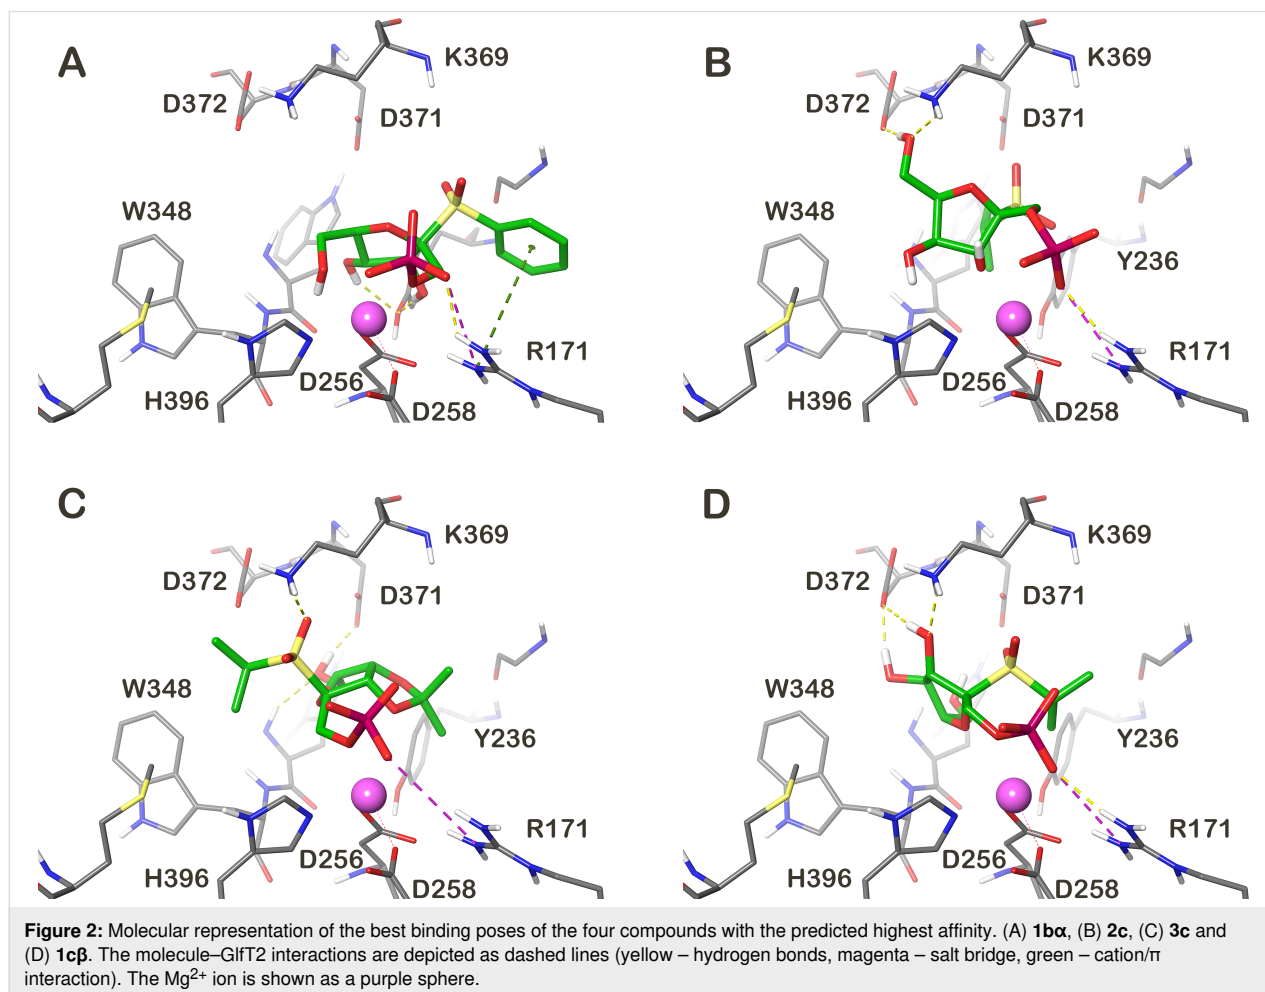 A
K369
D372
D371
W348
R171
D256
H396
D258
B
K369
D372
D371
W348
Y236
R171
D256
H396
D258
C
K369
D372
D371
W348
Y236
R171
D256
H396
D258
D
K369
D372
D371
W348
Y236
R171
D256
H396
D258
Figure 2: Molecular representation of the best binding poses of the four compounds with the predicted highest affinity. (A) 1bα, (B) 2c, (C) 3c and
(D) 1cβ. The molecule–GlfT2 interactions are depicted as dashed lines (yellow – hydrogen bonds, magenta – salt bridge, green – cation/π
interaction). The Mg2+ ion is shown as a purple sphere.